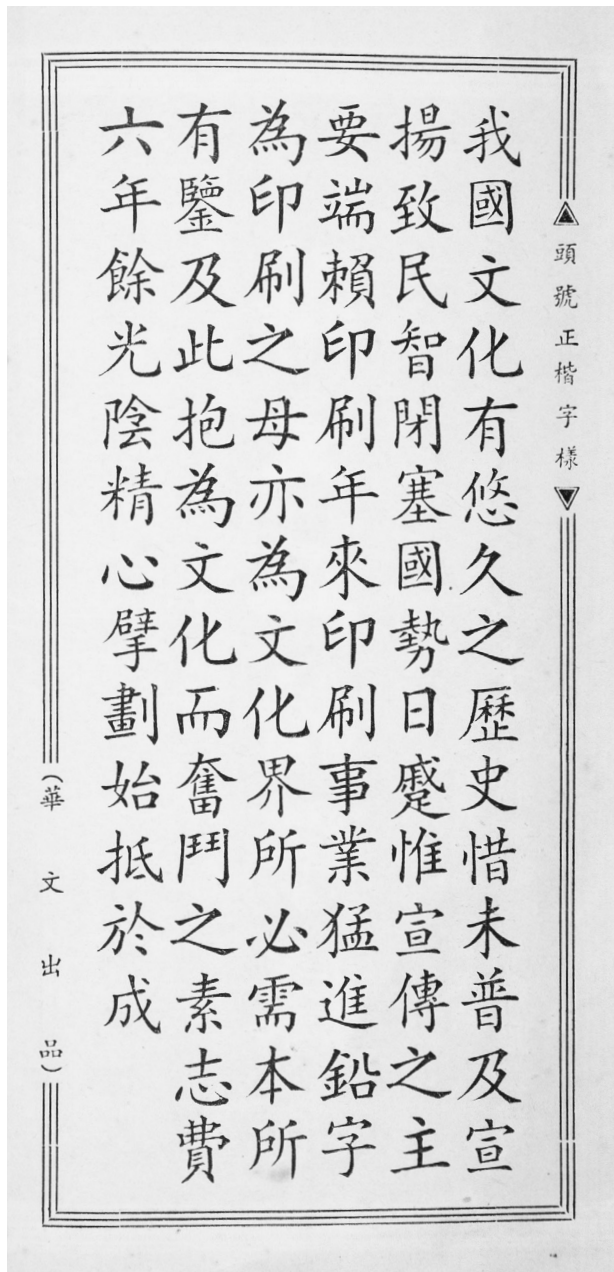 ▲頭號正楷字樣▼
我國文化有悠久之歷史惜未普及宣
揚致民智閉塞國勢日蹙惟宣傳之主
要端賴印刷年來印刷事業猛進鉛字
為印刷之母亦為文化界所必需本所
有鑒及此抱為文化而奮鬥之素志費
六年餘光陰精心擘劃始抵於成
(華文出品)